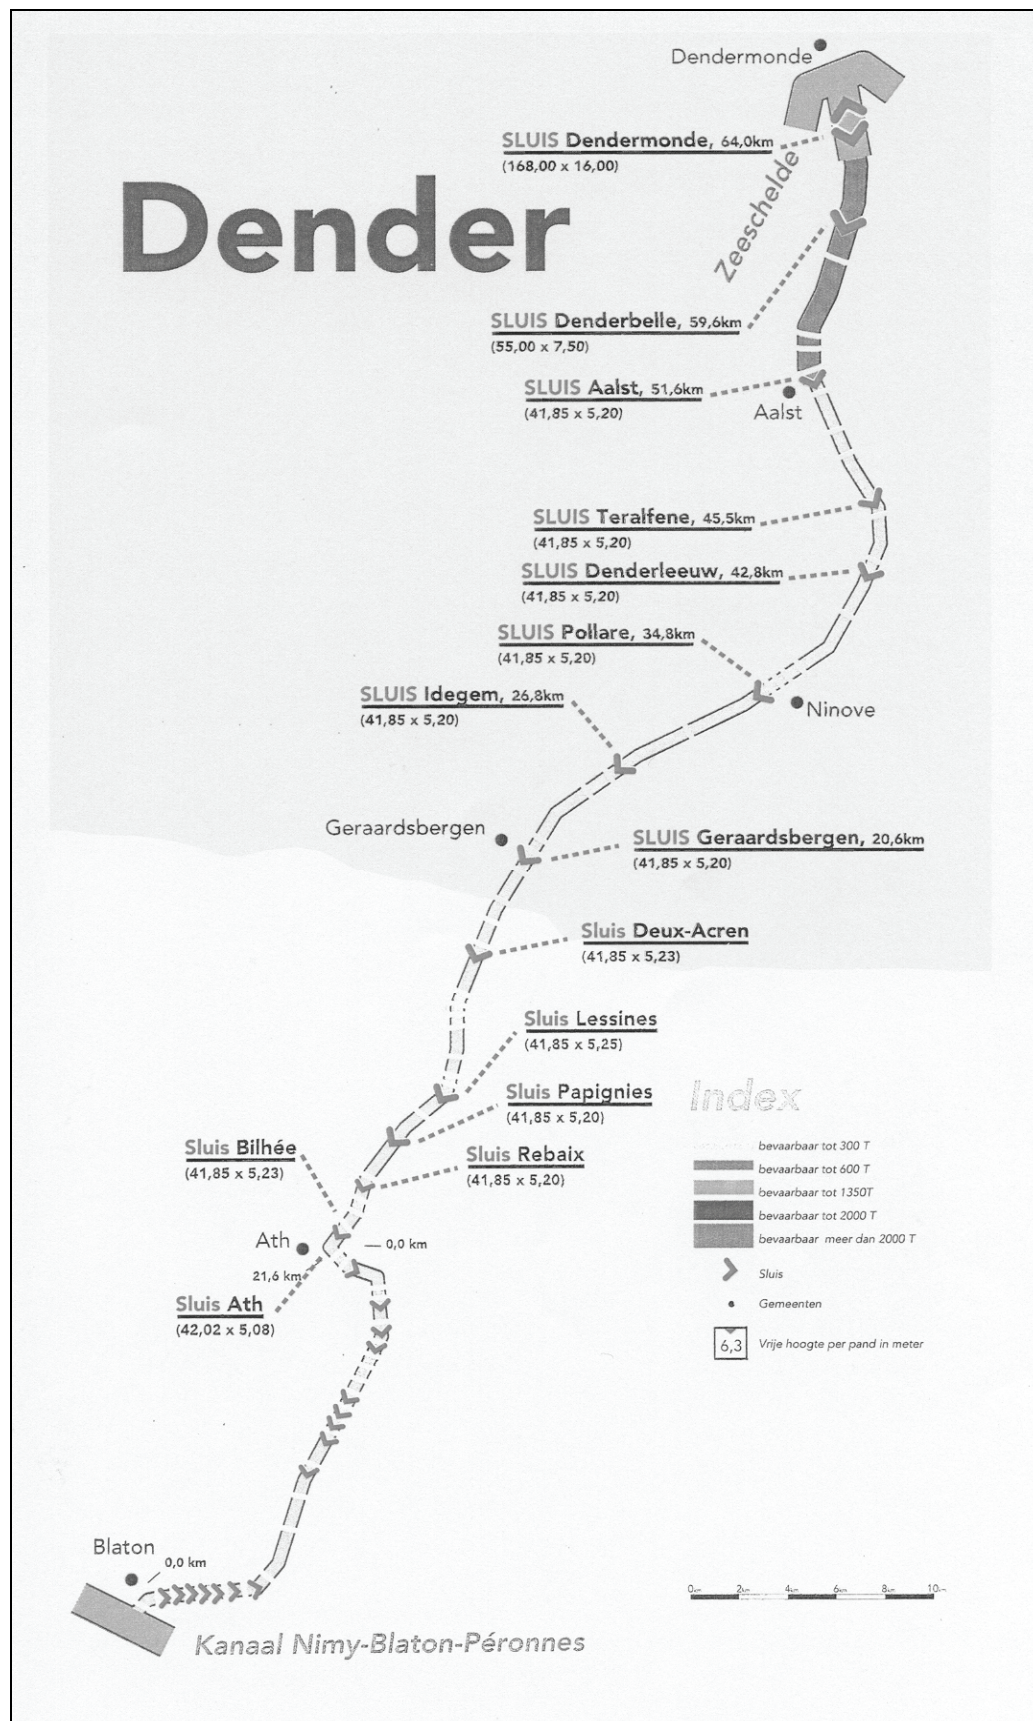 Dendermonde
SLUIS Dendermonde, 64,0km
(168,00 x 16,00)
Zeeschelde
Dender
SLUIS Denderbelle, 59,6km
(55,00 x 7,50)
SLUIS Aalst, 51,6km
(41,85 x 5,20)
Aalst
SLUIS Teralfene, 45,5km
(41,85 x 5,20)
SLUIS Denderleeuw, 42,8km
(41,85 x 5,20)
SLUIS Pollare, 34,8km
(41,85 x 5,20)
SLUIS Idegem, 26,8km
(41,85 x 5,20)
Ninove
Geraardsbergen
SLUIS Geraardsbergen, 20,6km
(41,85 x 5,20)
Sluis Deux-Acren
(41,85 x 5,23)
Sluis Lessines
(41,85 x 5,25)
Sluis Papignies
(41,85 x 5,20)
Sluis Bilhée
(41,85 x 5,23)
Sluis Rebaix
(41,85 x 5,20)
Ath
0,0 km
21,6 km
Sluis Ath
(42,02 x 5,08)
Index
bevaarbaar tot 300 T
bevaarbaar tot 600 T
bevaarbaar tot 1350T
bevaarbaar tot 2000 T
bevaarbaar meer dan 2000 T
Sluis
Gemeenten
6,3 Vrije hoogte per pand in meter
Blaton
0,0 km
0km 2km 4km 6km 8km 10km
Kanaal Nimy-Blaton-Péronnes